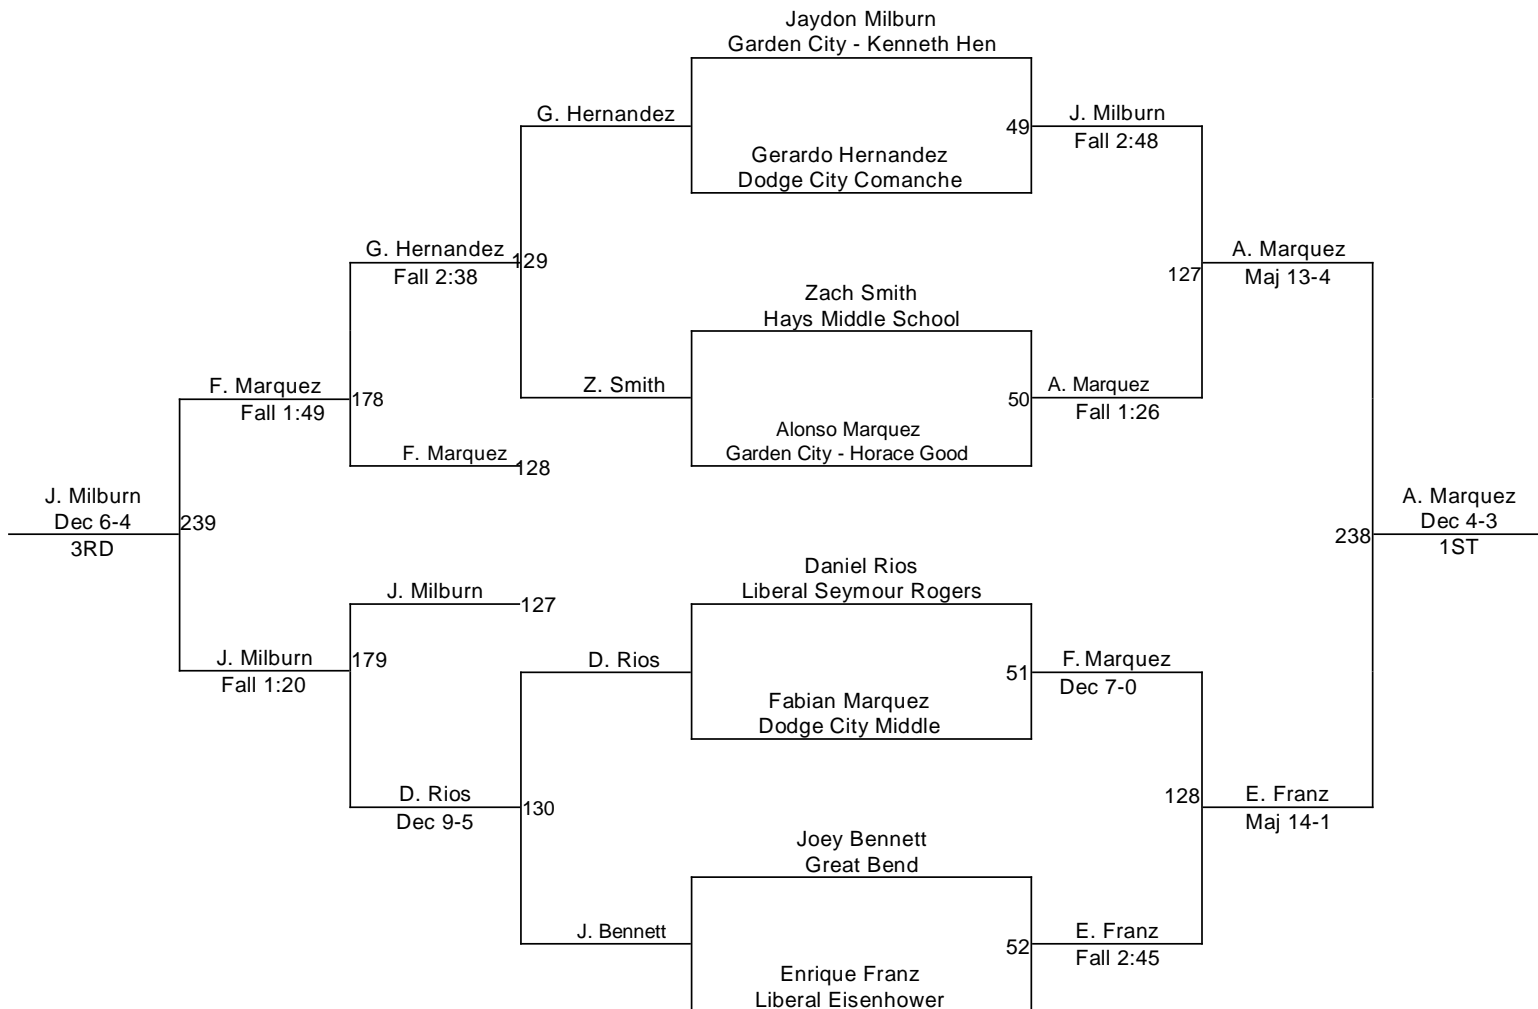 Jaydon Milburn
Garden City - Kenneth Hen
G. Hernandez
49
J. Milburn
Fall 2:48
Gerardo Hernandez
Dodge City Comanche
G. Hernandez
129
Fall 2:38
A. Marquez
127
Maj 13-4
Zach Smith
Hays Middle School
F. Marquez
178
Fall 1:49
Z. Smith
50
A. Marquez
Fall 1:26
Alonso Marquez
Garden City - Horace Good
F. Marquez
128
J. Milburn
Dec 6-4
239
3RD
A. Marquez
Dec 4-3
238
1ST
Daniel Rios
Liberal Seymour Rogers
J. Milburn
127
J. Milburn
179
Fall 1:20
D. Rios
51
F. Marquez
Dec 7-0
Fabian Marquez
Dodge City Middle
D. Rios
130
Dec 9-5
128
E. Franz
Maj 14-1
Joey Bennett
Great Bend
J. Bennett
52
E. Franz
Fall 2:45
Enrique Franz
Liberal Eisenhower